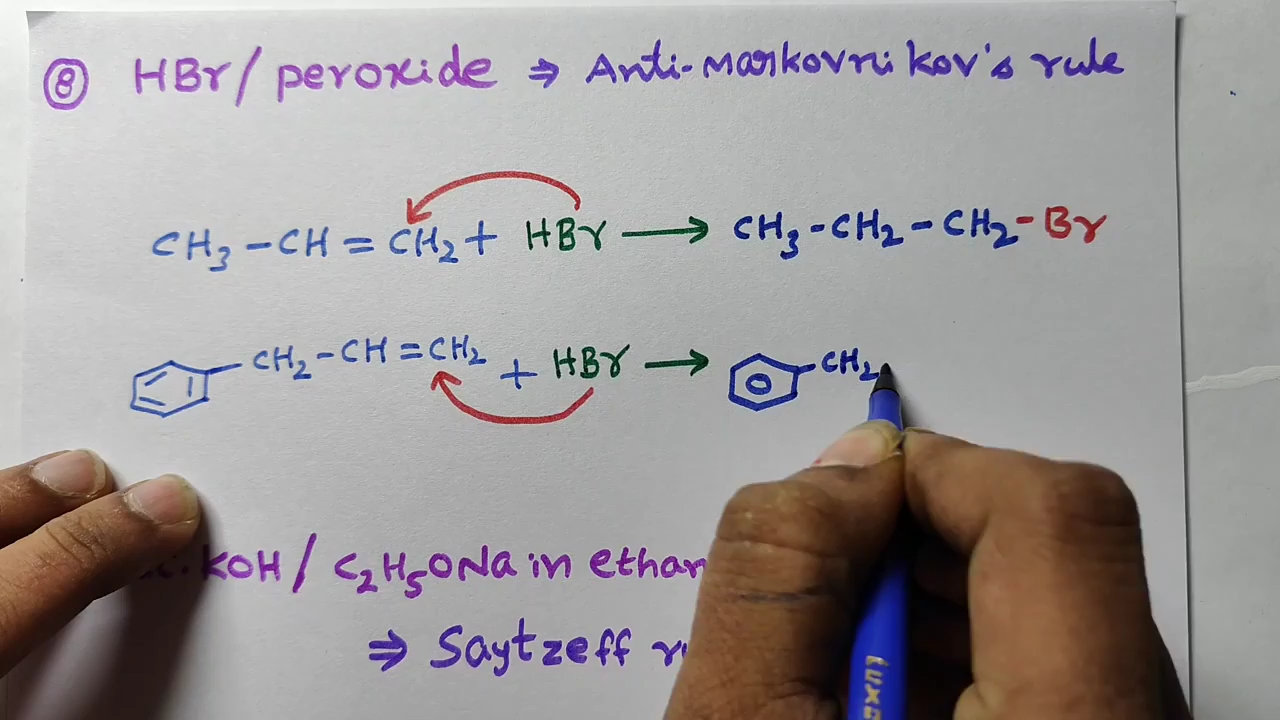 8 HBr / peroxide ⇒ Anti-markovnikov's rule
CH₃ – CH = CH₂ + HBr ⟶ CH₃ - CH₂ - CH₂ - Br
CH₂ - CH = CH₂ + HBr ⟶ CH₂
KOH / C₂H₅ONa in
⇒ Saytzeff